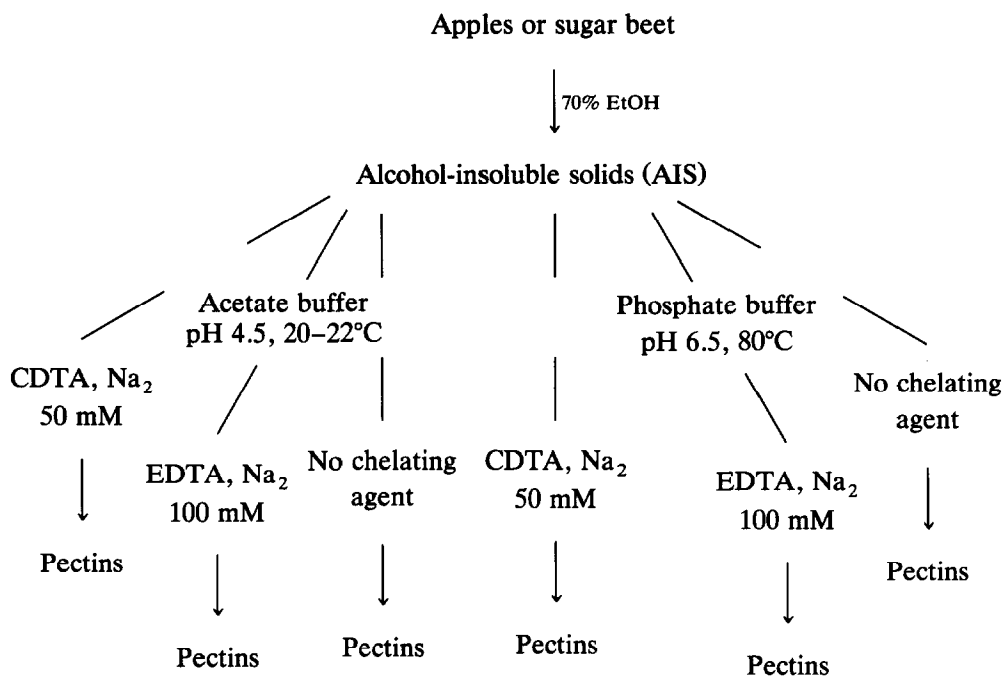 Apples or sugar beet
70% EtOH
Alcohol-insoluble solids (AIS)
Acetate buffer
pH 4.5, 20–22°C
Phosphate buffer
pH 6.5, 80°C
CDTA, Na₂
50 mM
EDTA, Na₂
100 mM
No chelating
agent
CDTA, Na₂
50 mM
EDTA, Na₂
100 mM
No chelating
agent
Pectins
Pectins
Pectins
Pectins
Pectins
Pectins